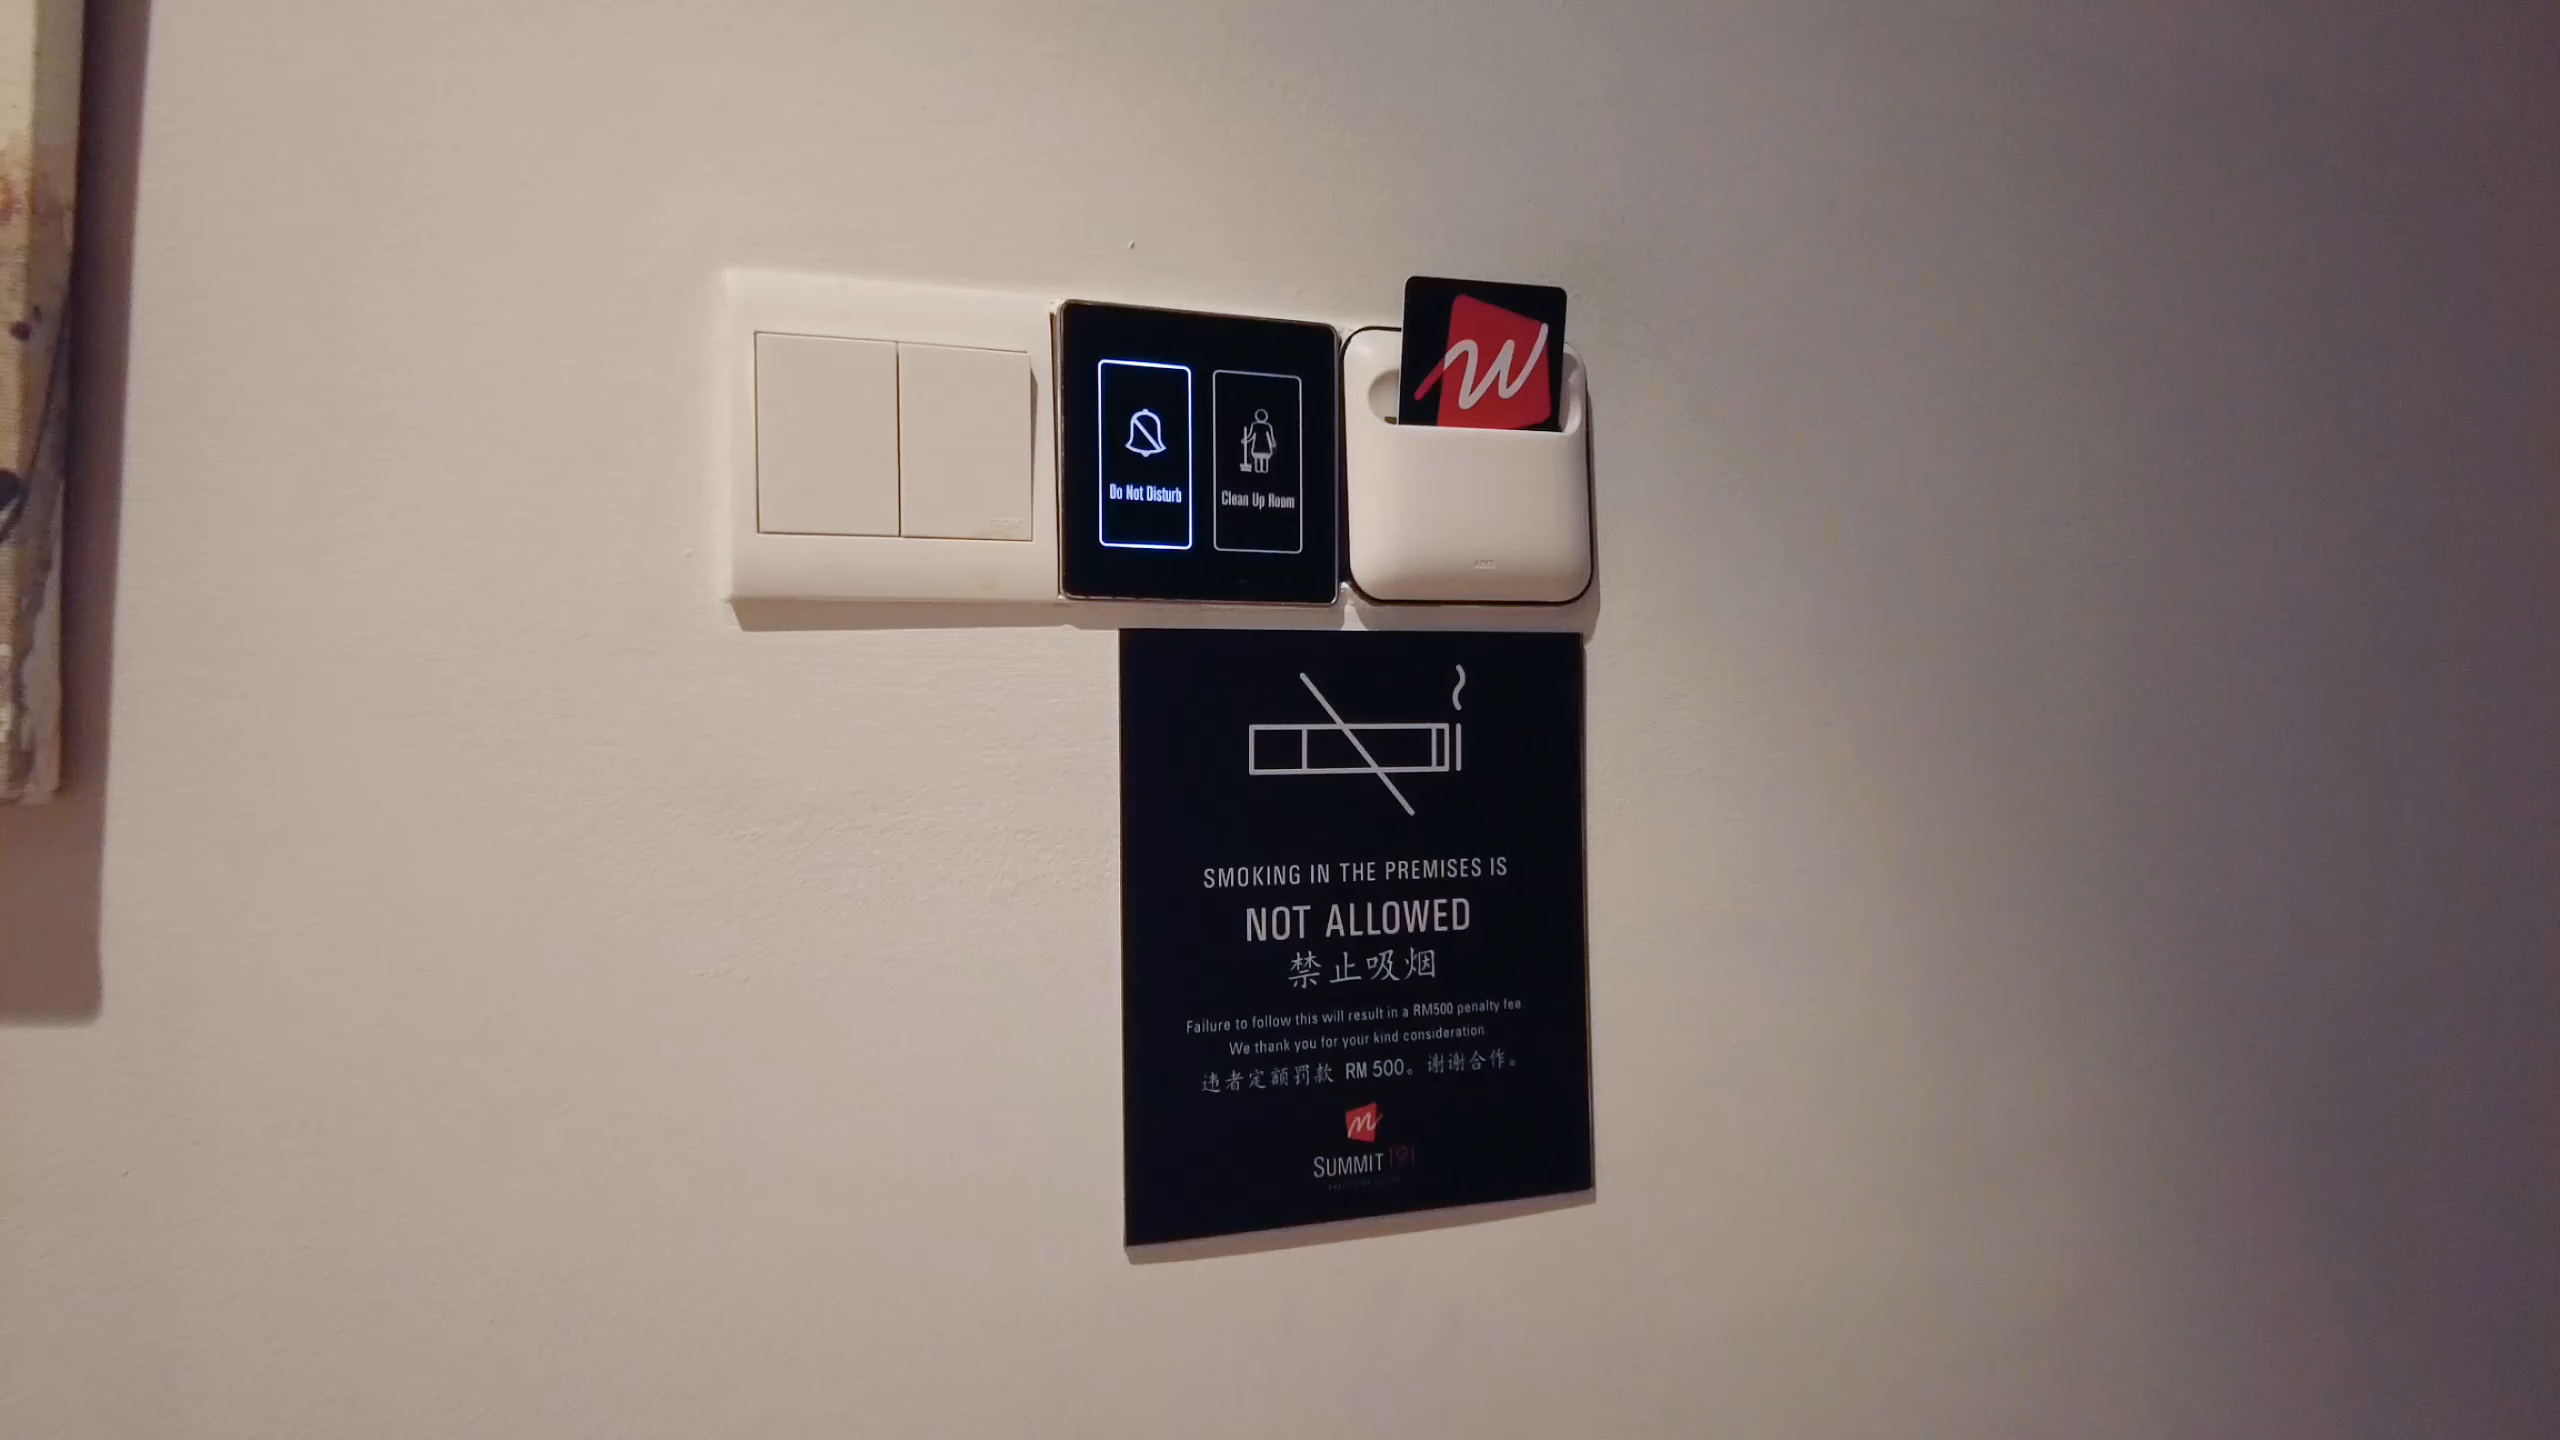 Do Not Disturb
Clean Up Room
SMOKING IN THE PREMISES IS
NOT ALLOWED
禁止吸烟
Failure to follow this will result in a RM500 penalty fee.
We thank you for your kind consideration.
违者定额罚款 RM 500。谢谢合作。
SUMMIT 191